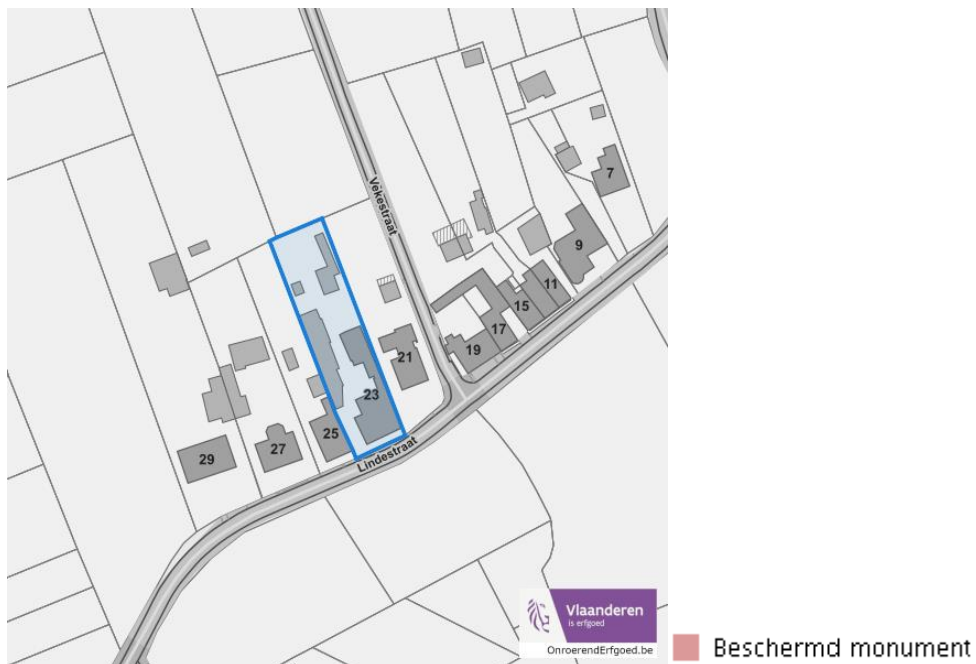 Vekestraat
7
9
11
15
17
19
21
23
25
27
29
Lindestraat
Vlaanderen
is erfgoed
OnroerendErfgoed.be
Beschermd monument